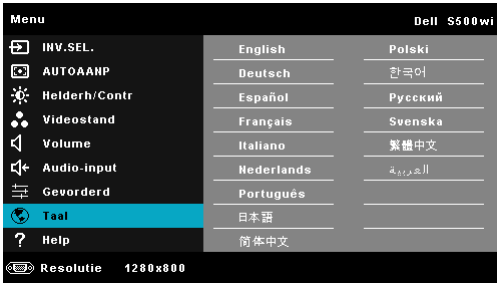 Menu Dell S500wi
INV.SEL.
AUTOAANP
Helderh/Contr
Videostand
Volume
Audio-input
Gevorderd
Taal
Help
English
Deutsch
Español
Français
Italiano
Nederlands
Português
日本語
简体中文
Polski
한국어
Русский
Svenska
繁體中文
العربية
Resolutie 1280x800